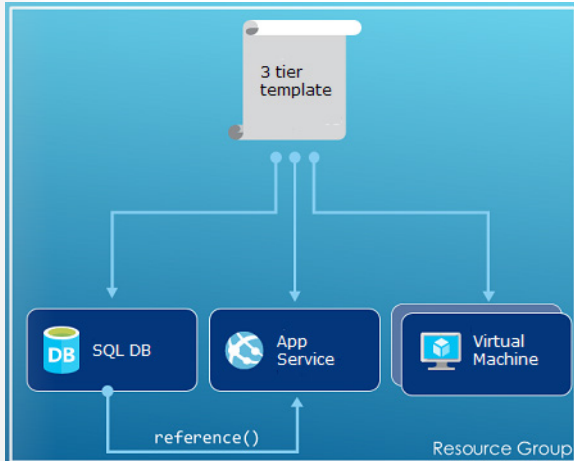 3 tier
template
DB
SQL DB
App
Service
Virtual
Machine
reference()
Resource Group